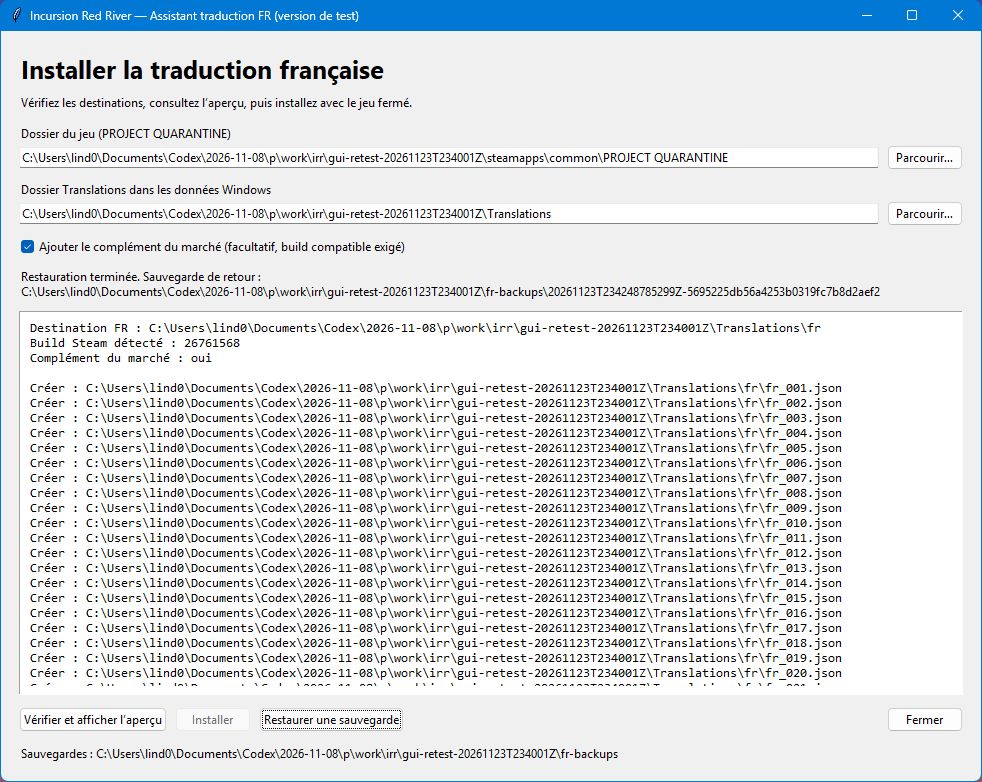 Incursion Red River — Assistant traduction FR (version de test)
Installer la traduction française
Vérifiez les destinations, consultez l’aperçu, puis installez avec le jeu fermé.
Dossier du jeu (PROJECT QUARANTINE)
C:\Users\lind0\Documents\Codex\2026-11-08\p\work\irr\gui-retest-20261123T234001Z\steamapps\common\PROJECT QUARANTINE
Parcourir...
Dossier Translations dans les données Windows
C:\Users\lind0\Documents\Codex\2026-11-08\p\work\irr\gui-retest-20261123T234001Z\Translations
Parcourir...
Ajouter le complément du marché (facultatif, build compatible exigé)
Restauration terminée. Sauvegarde de retour :
C:\Users\lind0\Documents\Codex\2026-11-08\p\work\irr\gui-retest-20261123T234001Z\fr-backups\20261123T234248785299Z-5695225db56a4253b0319fc7b8d2aef2
Destination FR : C:\Users\lind0\Documents\Codex\2026-11-08\p\work\irr\gui-retest-20261123T234001Z\Translations\fr
Build Steam détecté : 26761568
Complément du marché : oui
Créer : C:\Users\lind0\Documents\Codex\2026-11-08\p\work\irr\gui-retest-20261123T234001Z\Translations\fr\fr_001.json
Créer : C:\Users\lind0\Documents\Codex\2026-11-08\p\work\irr\gui-retest-20261123T234001Z\Translations\fr\fr_002.json
Créer : C:\Users\lind0\Documents\Codex\2026-11-08\p\work\irr\gui-retest-20261123T234001Z\Translations\fr\fr_003.json
Créer : C:\Users\lind0\Documents\Codex\2026-11-08\p\work\irr\gui-retest-20261123T234001Z\Translations\fr\fr_004.json
Créer : C:\Users\lind0\Documents\Codex\2026-11-08\p\work\irr\gui-retest-20261123T234001Z\Translations\fr\fr_005.json
Créer : C:\Users\lind0\Documents\Codex\2026-11-08\p\work\irr\gui-retest-20261123T234001Z\Translations\fr\fr_006.json
Créer : C:\Users\lind0\Documents\Codex\2026-11-08\p\work\irr\gui-retest-20261123T234001Z\Translations\fr\fr_007.json
Créer : C:\Users\lind0\Documents\Codex\2026-11-08\p\work\irr\gui-retest-20261123T234001Z\Translations\fr\fr_008.json
Créer : C:\Users\lind0\Documents\Codex\2026-11-08\p\work\irr\gui-retest-20261123T234001Z\Translations\fr\fr_009.json
Créer : C:\Users\lind0\Documents\Codex\2026-11-08\p\work\irr\gui-retest-20261123T234001Z\Translations\fr\fr_010.json
Créer : C:\Users\lind0\Documents\Codex\2026-11-08\p\work\irr\gui-retest-20261123T234001Z\Translations\fr\fr_011.json
Créer : C:\Users\lind0\Documents\Codex\2026-11-08\p\work\irr\gui-retest-20261123T234001Z\Translations\fr\fr_012.json
Créer : C:\Users\lind0\Documents\Codex\2026-11-08\p\work\irr\gui-retest-20261123T234001Z\Translations\fr\fr_013.json
Créer : C:\Users\lind0\Documents\Codex\2026-11-08\p\work\irr\gui-retest-20261123T234001Z\Translations\fr\fr_014.json
Créer : C:\Users\lind0\Documents\Codex\2026-11-08\p\work\irr\gui-retest-20261123T234001Z\Translations\fr\fr_015.json
Créer : C:\Users\lind0\Documents\Codex\2026-11-08\p\work\irr\gui-retest-20261123T234001Z\Translations\fr\fr_016.json
Créer : C:\Users\lind0\Documents\Codex\2026-11-08\p\work\irr\gui-retest-20261123T234001Z\Translations\fr\fr_017.json
Créer : C:\Users\lind0\Documents\Codex\2026-11-08\p\work\irr\gui-retest-20261123T234001Z\Translations\fr\fr_018.json
Créer : C:\Users\lind0\Documents\Codex\2026-11-08\p\work\irr\gui-retest-20261123T234001Z\Translations\fr\fr_019.json
Créer : C:\Users\lind0\Documents\Codex\2026-11-08\p\work\irr\gui-retest-20261123T234001Z\Translations\fr\fr_020.json
Vérifier et afficher l’aperçu
Installer
Restaurer une sauvegarde
Fermer
Sauvegardes : C:\Users\lind0\Documents\Codex\2026-11-08\p\work\irr\gui-retest-20261123T234001Z\fr-backups